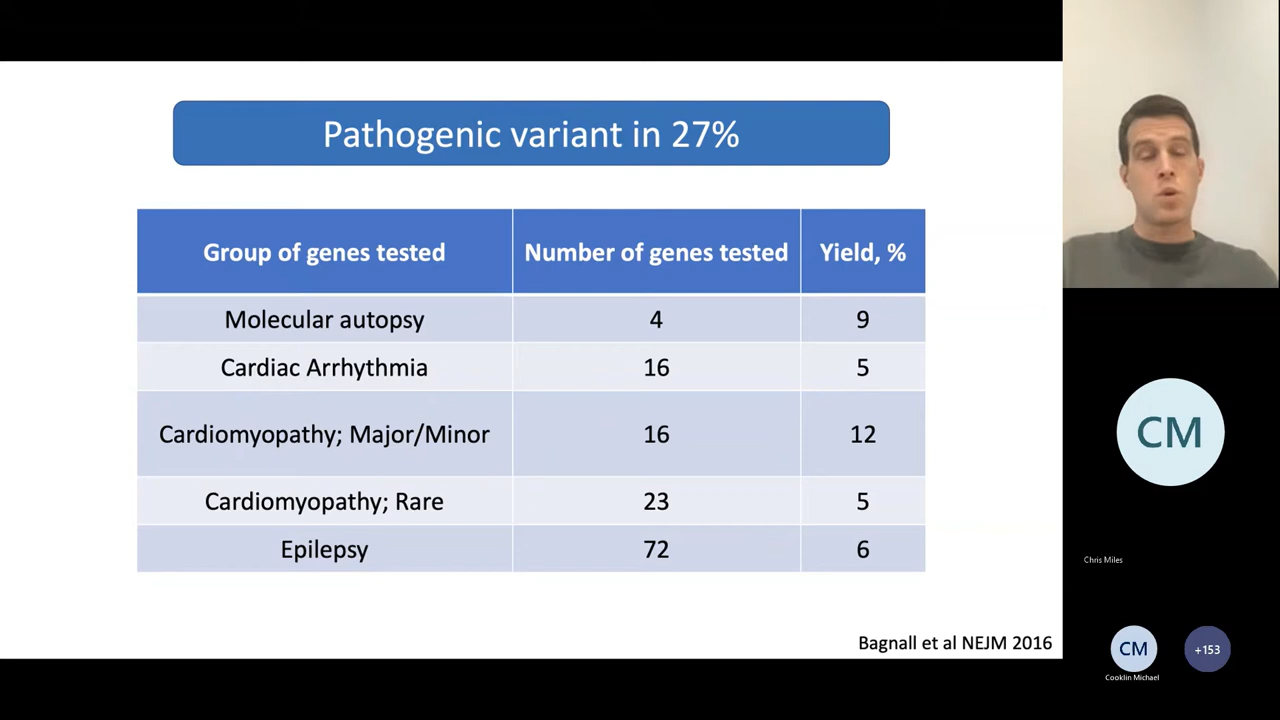 Pathogenic variant in 27%
Group of genes tested Number of genes tested Yield, %
Molecular autopsy 4 9
Cardiac Arrhythmia 16 5
Cardiomyopathy; Major/Minor 16 12
Cardiomyopathy; Rare 23 5
Epilepsy 72 6
Bagnall et al NEJM 2016
CM
Chris Miles
CM
+153
Cooklin Michael